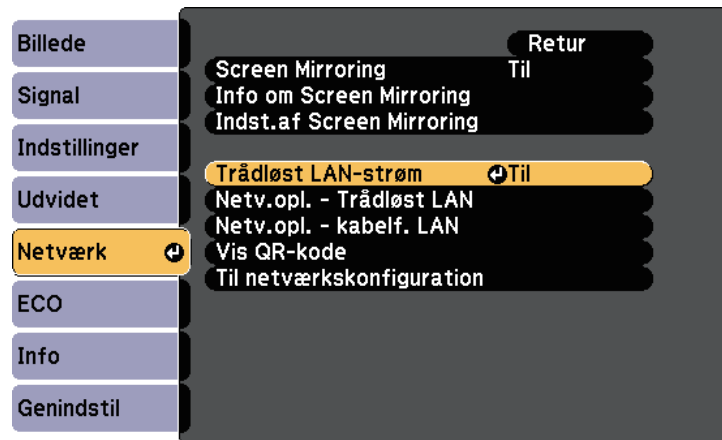 Billede
Signal
Indstillinger
Udvidet
Netværk
ECO
Info
Genindstil
Retur
Screen Mirroring Til
Info om Screen Mirroring
Indst.af Screen Mirroring
Trådløst LAN-strøm Til
Netv.opl. - Trådløst LAN
Netv.opl. - kabelf. LAN
Vis QR-kode
Til netværkskonfiguration